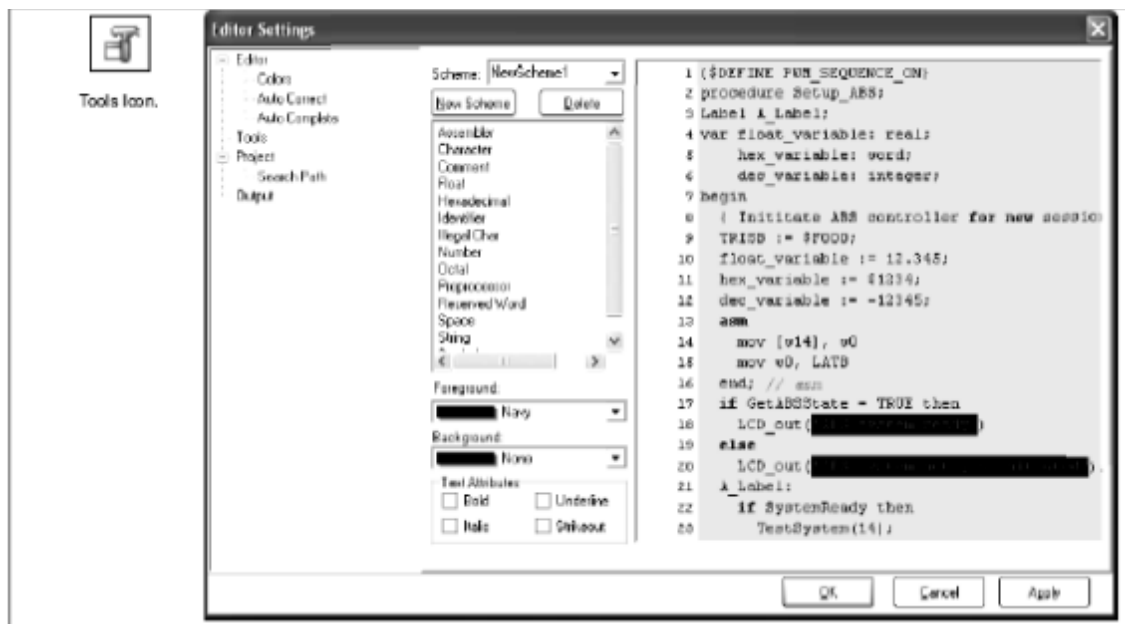 Tools Icon.
Editor Settings
Editor
Colors
Auto Correct
Auto Complete
Tools
Project
Search Path
Output
Scheme: NewScheme1
New Scheme Delete
Assembler
Character
Comment
Float
Hexadecimal
Identifier
Illegal Char
Number
Octal
Preprocessor
Reserved Word
Space
String
Foreground:
Navy
Background:
None
Text Attributes
Bold Underline
Italic Strikeout
1 {$DEFINE PWM_SEQUENCE_ON}
2 procedure Setup_ABS;
3 Label A_Label;
4 var float_variable: real;
5 hex_variable: word;
6 dec_variable: integer;
7 begin
8 { Inititate ABS controller for new sessio
9 TRISB := $F00D;
10 float_variable := 12.345;
11 hex_variable := $1234;
12 dec_variable := -12345;
13 asm
14 mov [w14], w0
15 mov w0, LATB
16 end; // asm
17 if GetABSState = TRUE then
18 LCD_out( )
19 else
20 LCD_out( ).
21 A_Label:
22 if SystemReady then
23 TestSystem(14);
OK Cancel Apply